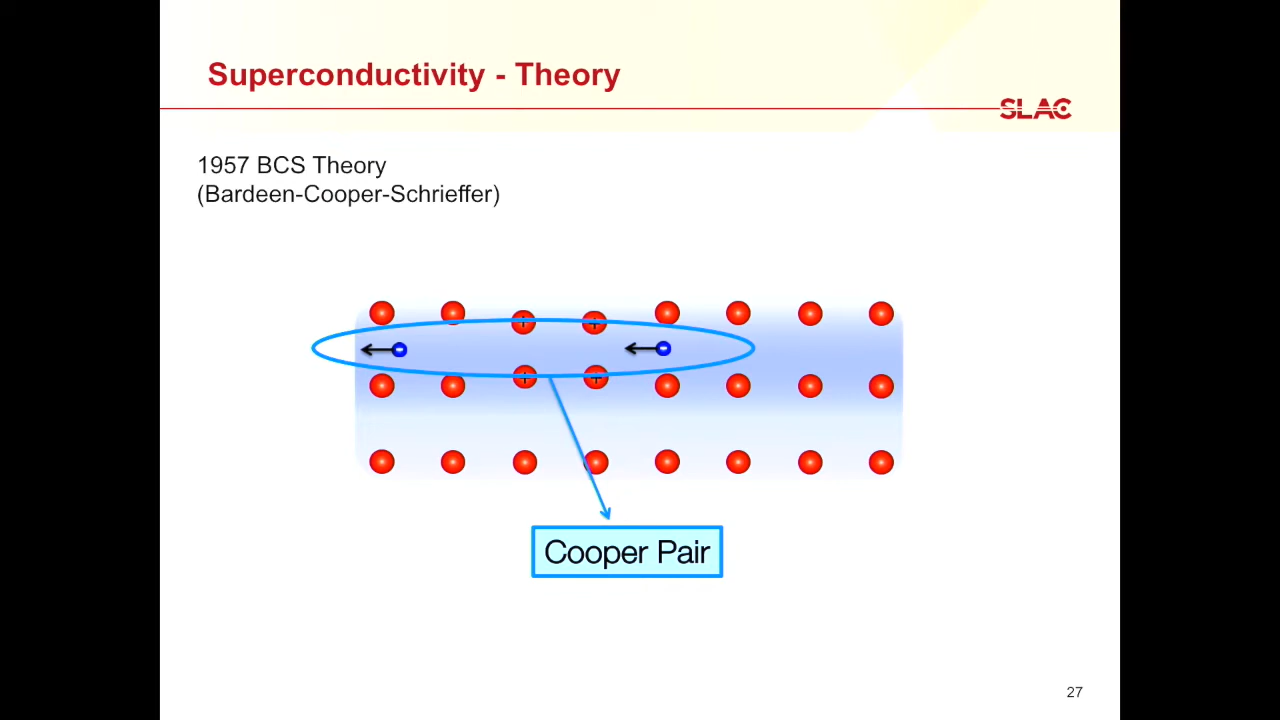 Superconductivity - Theory
SLAC
1957 BCS Theory
(Bardeen-Cooper-Schrieffer)
+ +
- -
+ +
Cooper Pair
27